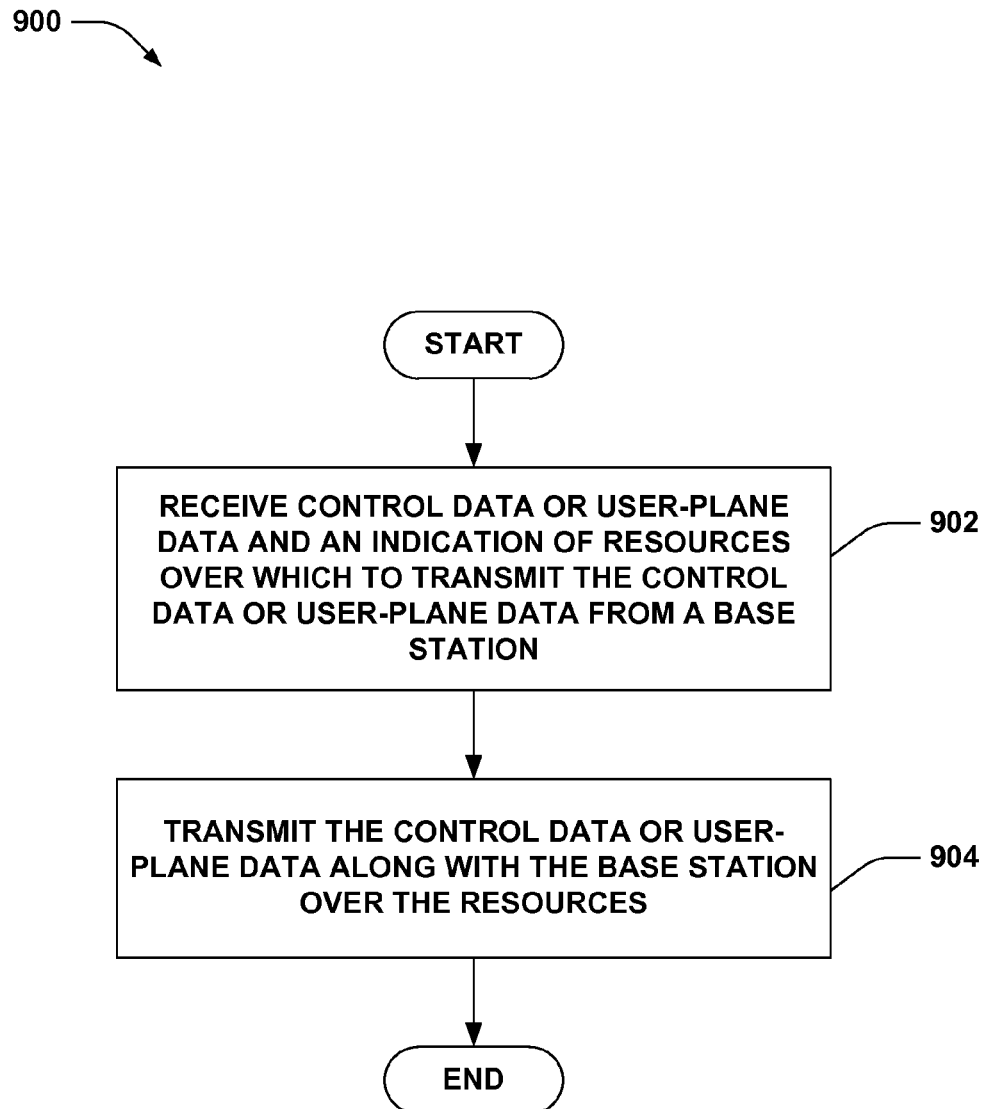 900
START
RECEIVE CONTROL DATA OR USER-PLANE
DATA AND AN INDICATION OF RESOURCES
OVER WHICH TO TRANSMIT THE CONTROL
DATA OR USER-PLANE DATA FROM A BASE
STATION
902
TRANSMIT THE CONTROL DATA OR USER-
PLANE DATA ALONG WITH THE BASE STATION
OVER THE RESOURCES
904
END